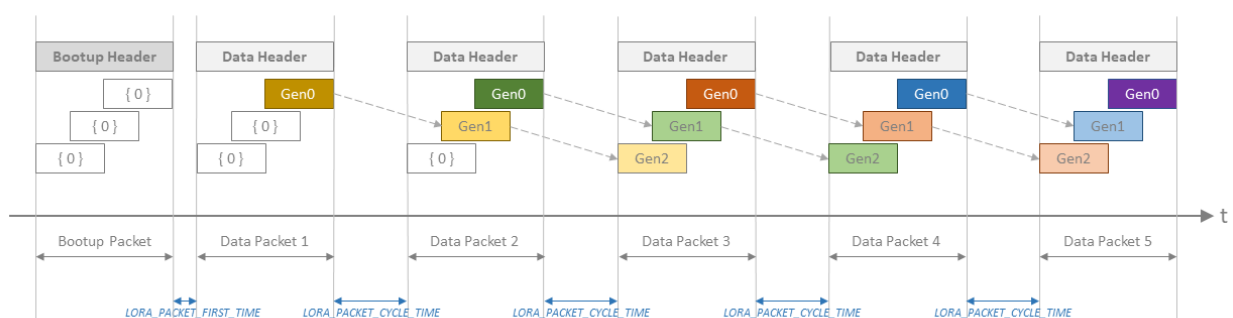 Bootup Header
Data Header
Data Header
Data Header
Data Header
Data Header
{ 0 }
Gen0
Gen0
Gen0
Gen0
Gen0
{ 0 }
{ 0 }
Gen1
Gen1
Gen1
Gen1
{ 0 }
{ 0 }
{ 0 }
Gen2
Gen2
Gen2
t
Bootup Packet
Data Packet 1
Data Packet 2
Data Packet 3
Data Packet 4
Data Packet 5
LORA_PACKET_FIRST_TIME
LORA_PACKET_CYCLE_TIME
LORA_PACKET_CYCLE_TIME
LORA_PACKET_CYCLE_TIME
LORA_PACKET_CYCLE_TIME